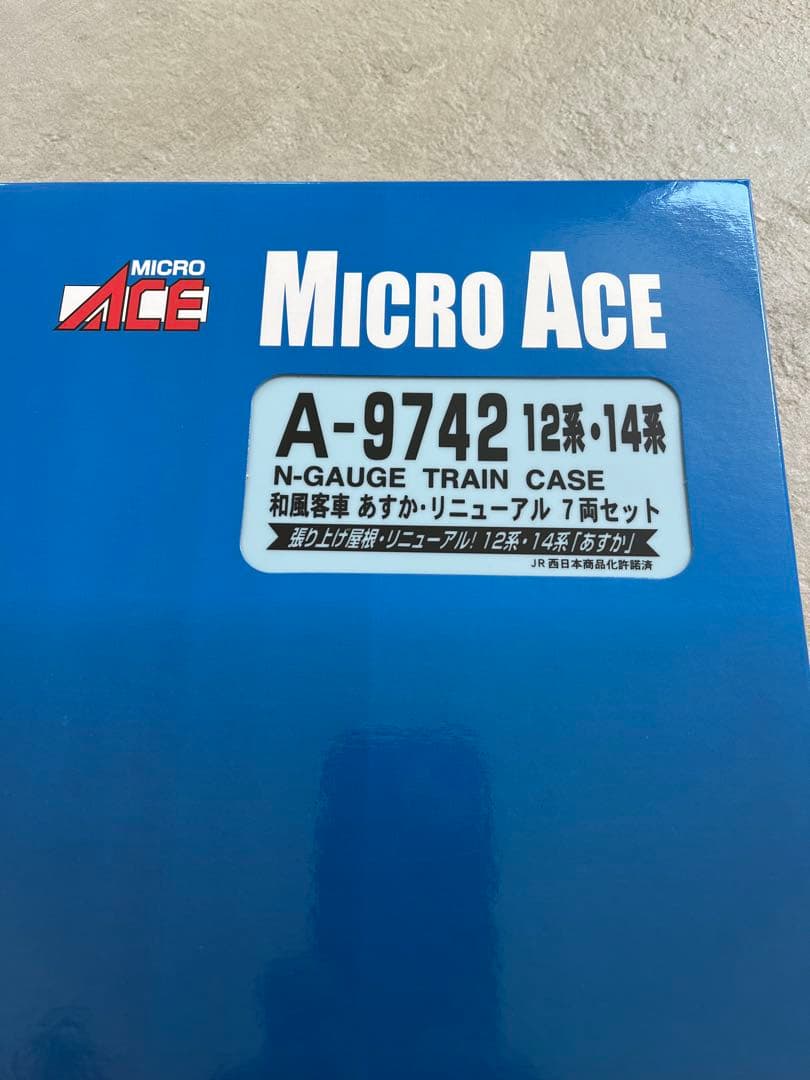 MICRO
ACE
MICRO ACE
A-9742 12系・14系
N-GAUGE TRAIN CASE
和風客車 あすか・リニューアル 7両セット
張り上げ屋根・リニューアル! 12系・14系「あすか」
JR西日本商品化許諾済